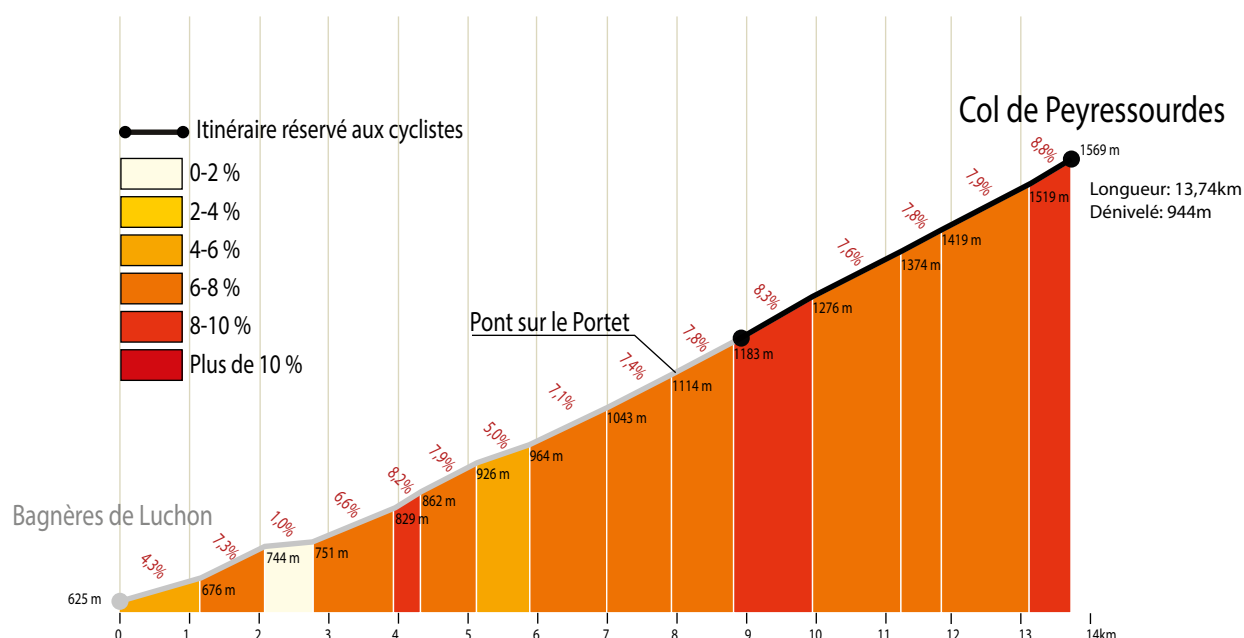 Col de Peyressourdes
Itinéraire réservé aux cyclistes
0-2 %
2-4 %
4-6 %
6-8 %
8-10 %
Plus de 10 %
Longueur: 13,74km
Dénivelé: 944m
Pont sur le Portet
Bagnères de Luchon
4,3%
7,3%
1,0%
6,6%
8,2%
7,9%
5,0%
7,1%
7,4%
7,8%
8,3%
7,6%
7,8%
7,9%
8,8%
625 m
676 m
744 m
751 m
829 m
862 m
926 m
964 m
1043 m
1114 m
1183 m
1276 m
1374 m
1419 m
1519 m
1569 m
0 1 2 3 4 5 6 7 8 9 10 11 12 13 14km